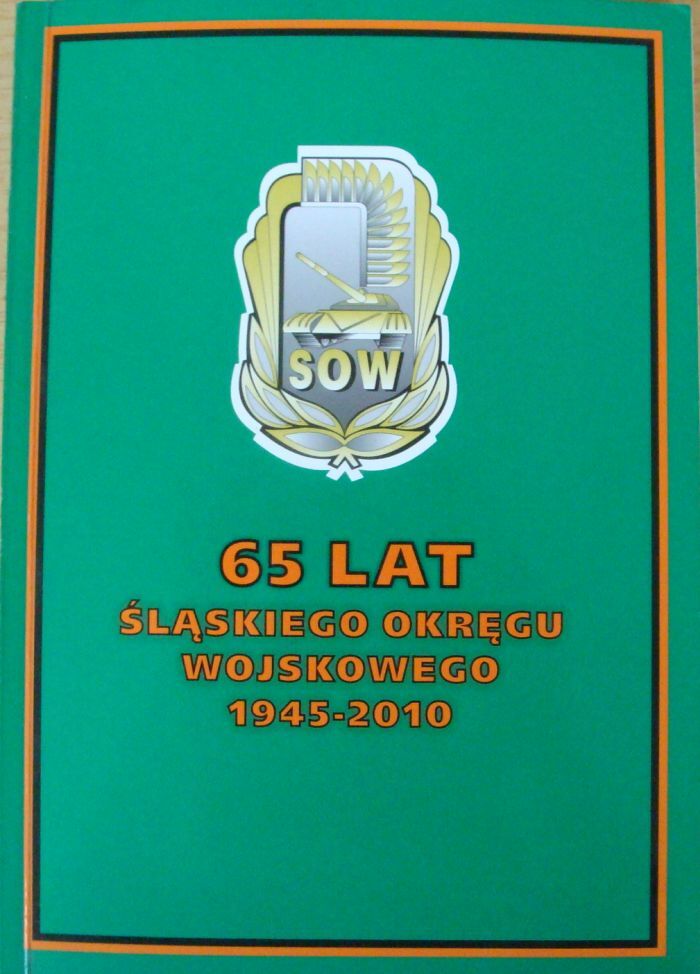 SOW
65 LAT
ŚLĄSKIEGO OKRĘGU
WOJSKOWEGO
1945-2010